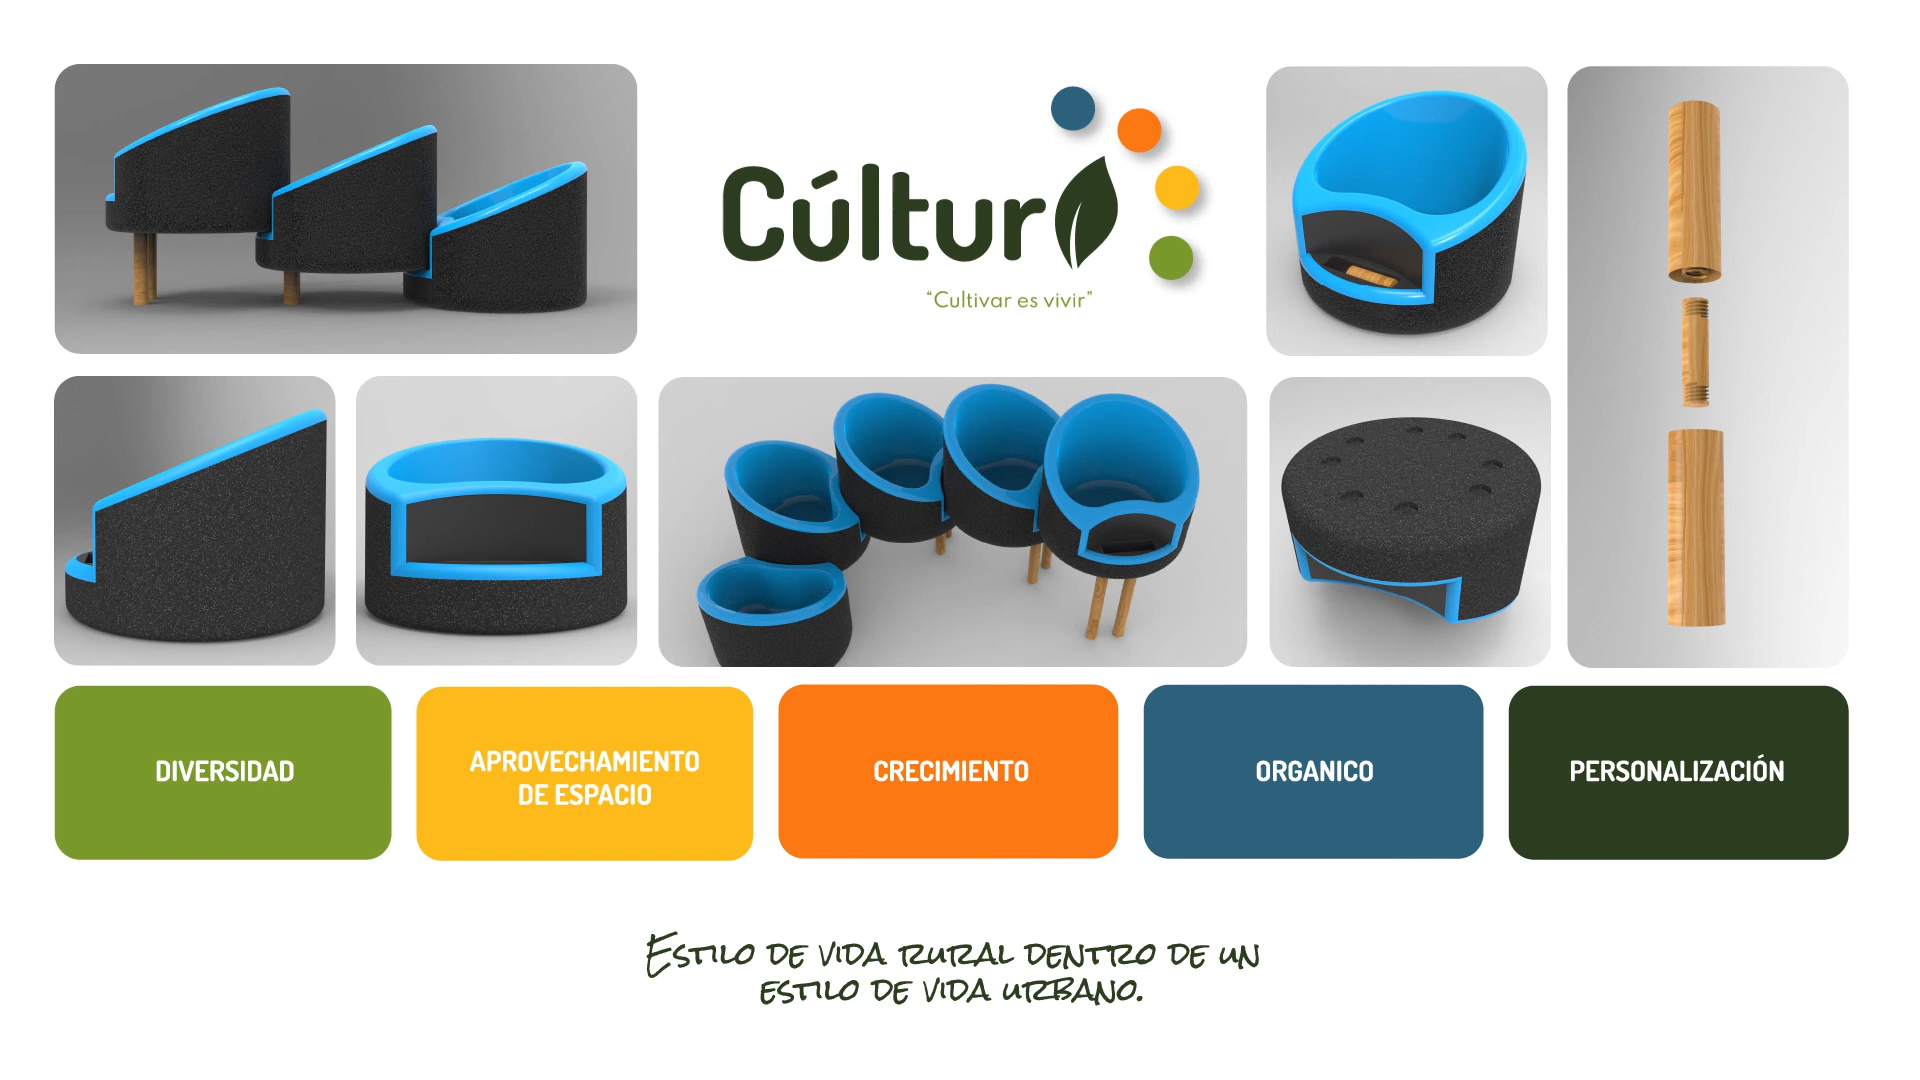 Cúltur
“Cultivar es vivir”
DIVERSIDAD
APROVECHAMIENTO
DE ESPACIO
CRECIMIENTO
ORGANICO
PERSONALIZACIÓN
ESTILO DE VIDA RURAL DENTRO DE UN
ESTILO DE VIDA URBANO.